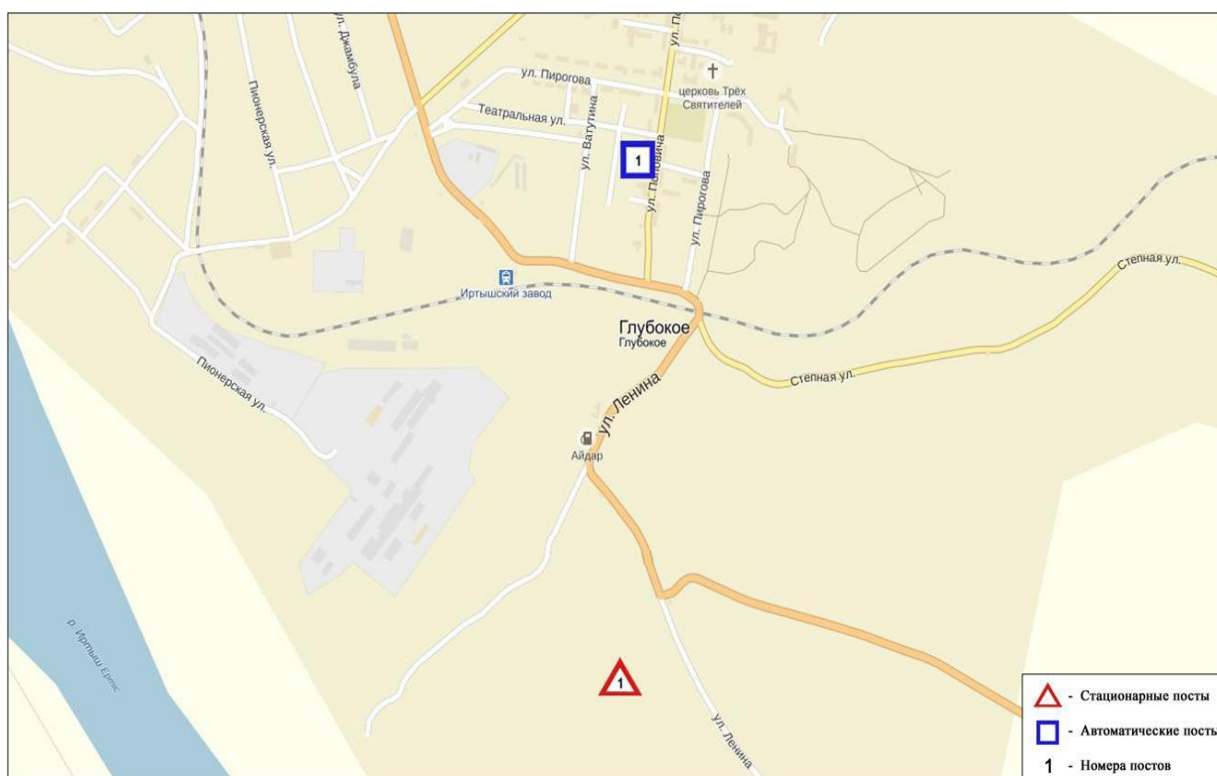 ул. Джамбула
Пионерская ул.
ул. Пирогова
Театральная ул.
ул. Ватутина
1
ул. Поповича
ул. Пирогова
церковь Трёх
Святителей
Степная ул.
Иртышский завод
Глубокое
Глубокое
Степная ул.
Пионерская ул.
ул. Ленина
Айдар
р. Иртыш Ертіс
1
ул. Ленина
- Стационарные посты
- Автоматические посты
1 - Номера постов